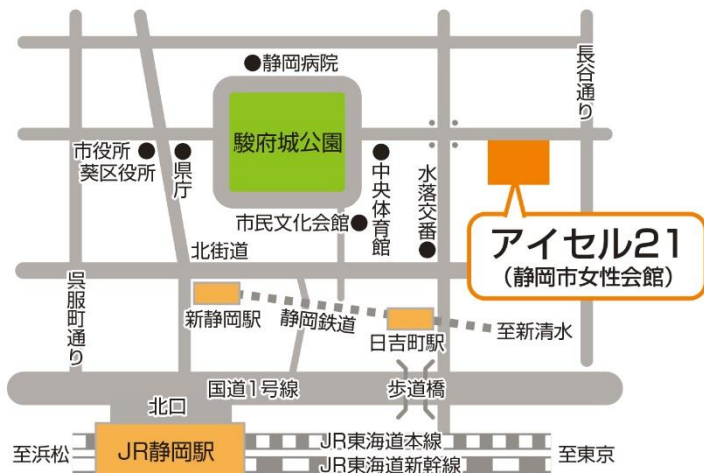 静岡病院
長谷通り
駿府城公園
市役所
葵区役所
県庁
中央体育館
水落交番
市民文化会館
アイセル21
(静岡市女性会館)
北街道
呉服町通り
新静岡駅
静岡鉄道
日吉町駅
至新清水
国道1号線
歩道橋
北口
至浜松
JR静岡駅
JR東海道本線
JR東海道新幹線
至東京